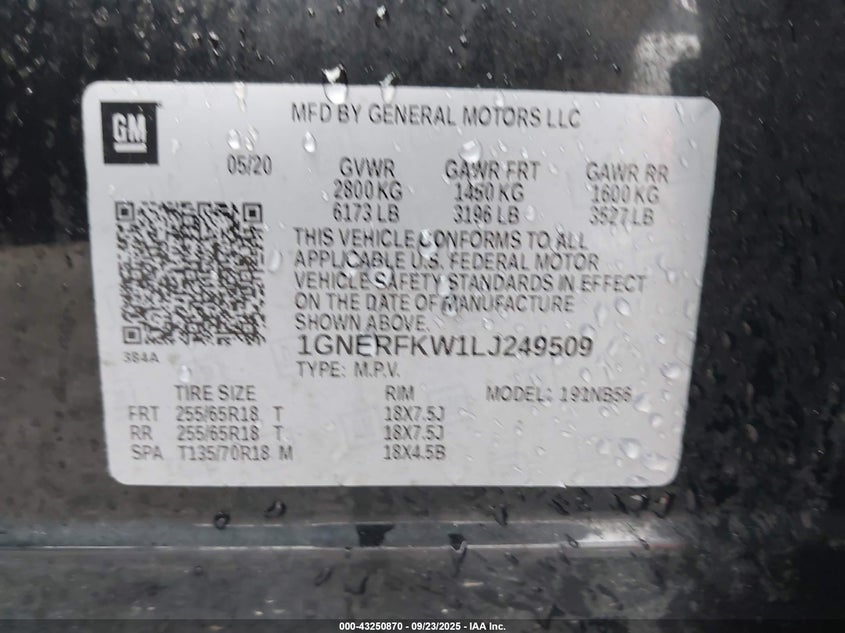 GM
MFD BY GENERAL MOTORS LLC
05/20 GVWR GAWR FRT GAWR RR
2800 KG 1450 KG 1600 KG
6173 LB 3196 LB 3527 LB
THIS VEHICLE CONFORMS TO ALL
APPLICABLE U.S. FEDERAL MOTOR
VEHICLE SAFETY STANDARDS IN EFFECT
ON THE DATE OF MANUFACTURE
SHOWN ABOVE.
384A
1GNERFKW1LJ249509
TYPE: M.P.V.
TIRE SIZE RIM MODEL: 191NB56
FRT 255/65R18 T 18X7.5J
RR 255/65R18 T 18X7.5J
SPA T135/70R18 M 18X4.5B
000-43250870 - 09/23/2025 - IAA Inc.